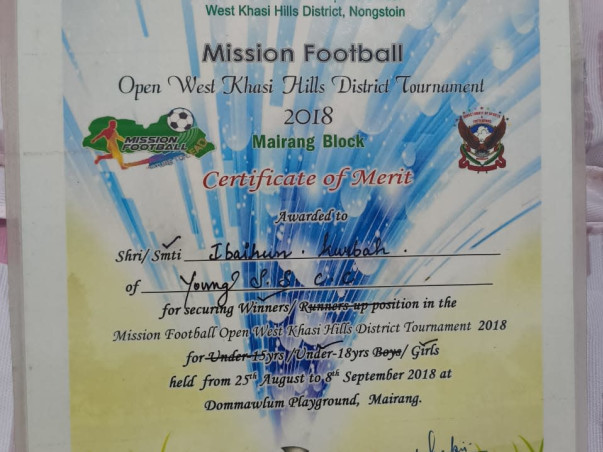 West Khasi Hills District, Nongstoin
Mission Football
Open West Khasi Hills District Tournament
2018
Mairang Block
MISSION
FOOTBALL
Certificate of Merit
Awarded to
Shri/ Smti Ibaihun . Kurbah .
of Young S. S. C. C
for securing Winners/ Runners-up position in the
Mission Football Open West Khasi Hills District Tournament 2018
for Under-15yrs /Under-18yrs Boys/ Girls
held from 25th August to 8th September 2018 at
Dommawlum Playground, Mairang.